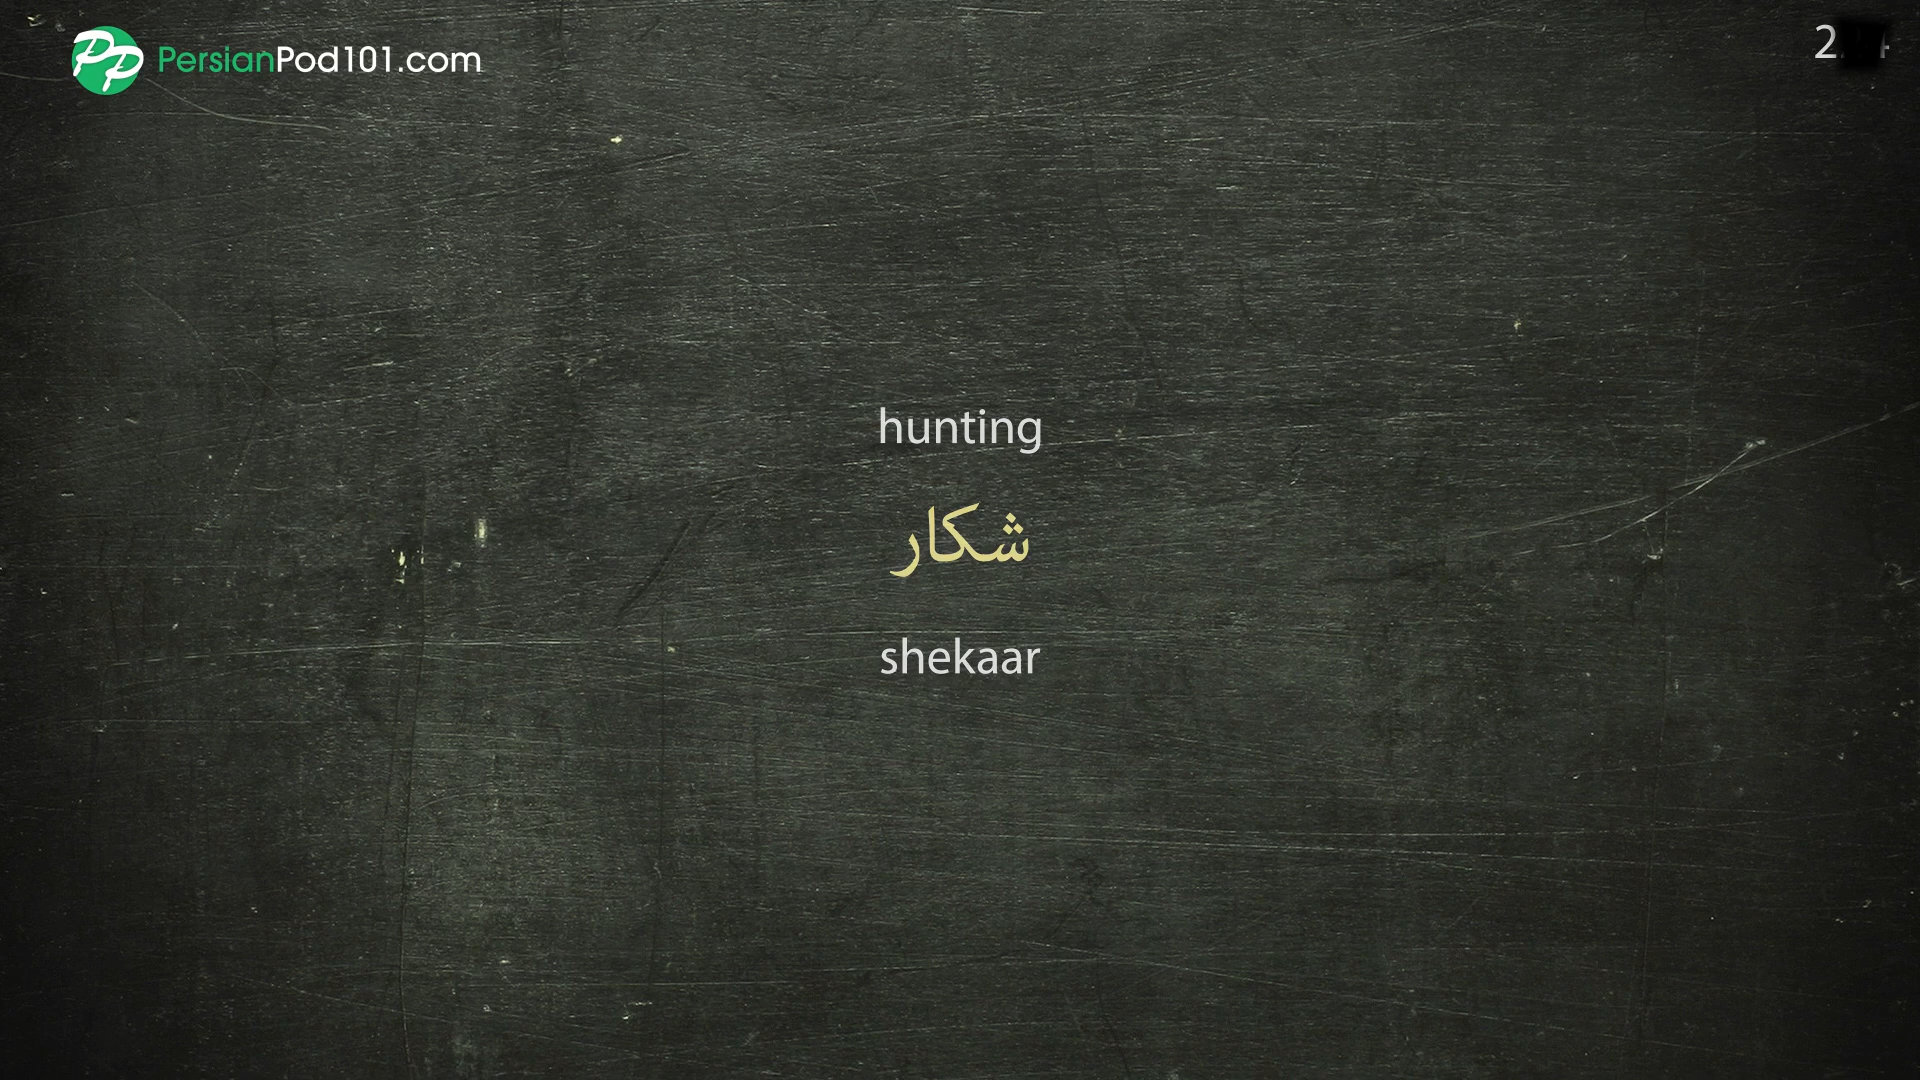 PersianPod101.com
hunting
شکار
shekaar